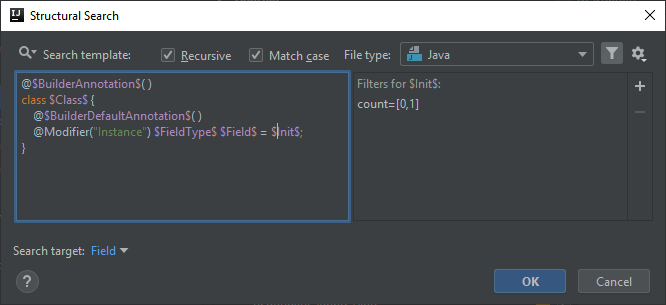 IJ Structural Search
Search template: Recursive Match case File type: Java
@$BuilderAnnotation$( )
class $Class$ {
@$BuilderDefaultAnnotation$( )
@Modifier("Instance") $FieldType$ $Field$ = $Init$;
}
Filters for $Init$:
count=[0,1]
Search target: Field
? OK Cancel